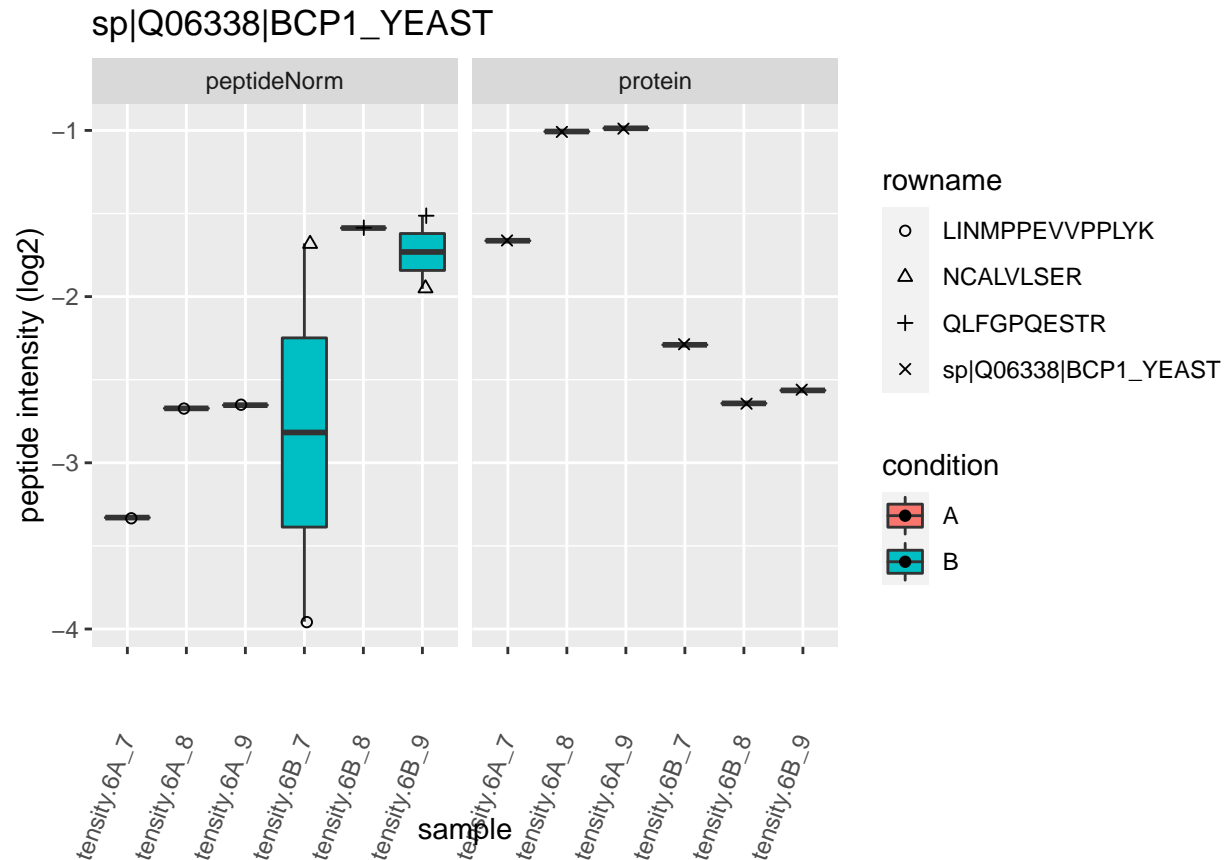 sp|Q06338|BCP1_YEAST
peptideNorm
protein
peptide intensity (log2)
−1
−2
−3
−4
tensity.6A_7
tensity.6A_8
tensity.6A_9
tensity.6B_7
tensity.6B_8
tensity.6B_9
tensity.6A_7
tensity.6A_8
tensity.6A_9
tensity.6B_7
tensity.6B_8
tensity.6B_9
sample
rowname
LINMPPEVVPPLYK
NCALVLSER
QLFGPQESTR
sp|Q06338|BCP1_YEAST
condition
A
B